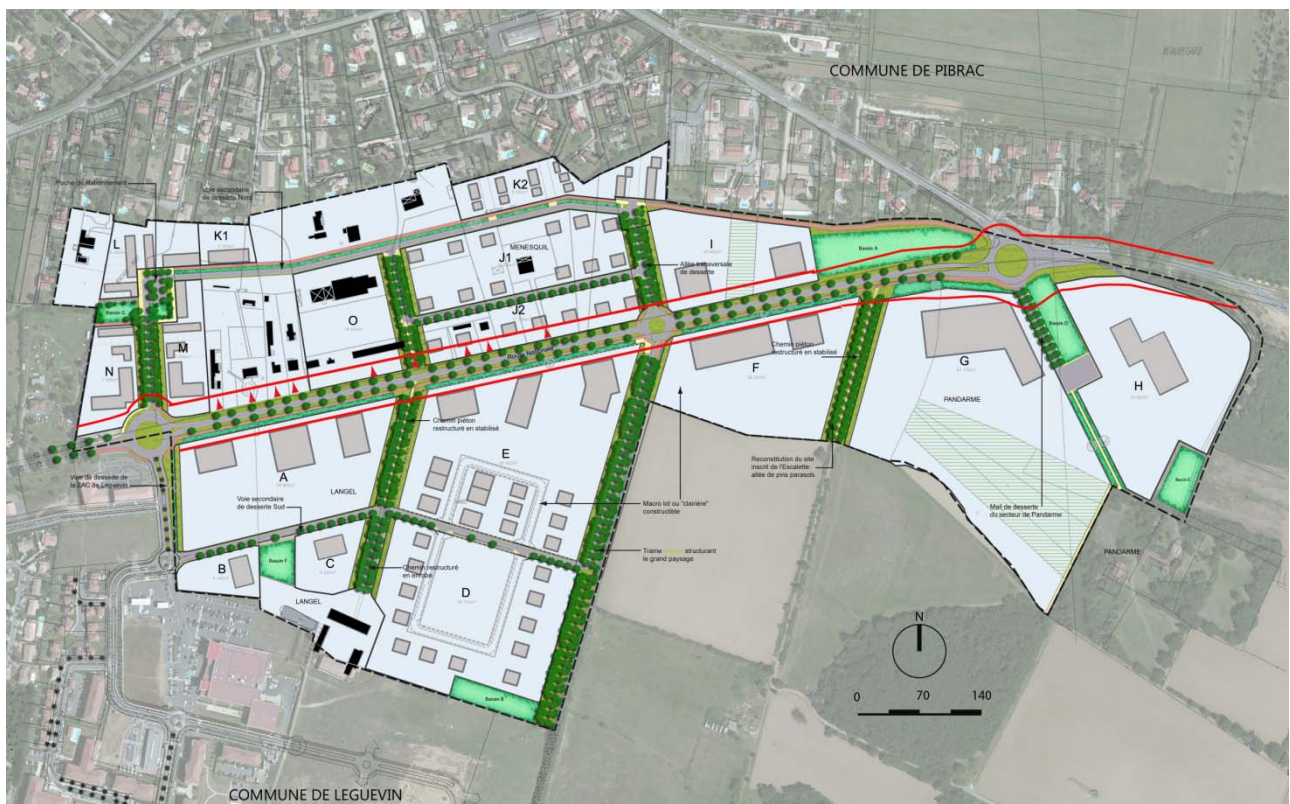 COMMUNE DE PIBRAC
K2
Poche de stationnement
Voie secondaire
de desserte Nord
L
K1
MENESQUIL
J1
I
Bassin A
Allée transversale
de desserte
O
J2
Route Nationale
M
N
F
Chemin piéton
restructuré en stabilisé
G
PANDARME
H
Chemin piéton
restructuré en stabilisé
E
A
LANGEL
Voie de desserte
de la ZAC de Leguevin
Voie secondaire
de desserte Sud
Reconstitution du site
inscrit de l'Escalette:
allée de pins parasols
Macro lot ou "clairière"
constructible
Mail de desserte
du secteur de Pandarme
PANDARME
B
Bassin F
C
Trame verte structurant
le grand paysage
Chemin restructuré
en enrobé
D
LANGEL
Bassin B
N
0 70 140
COMMUNE DE LEGUEVIN